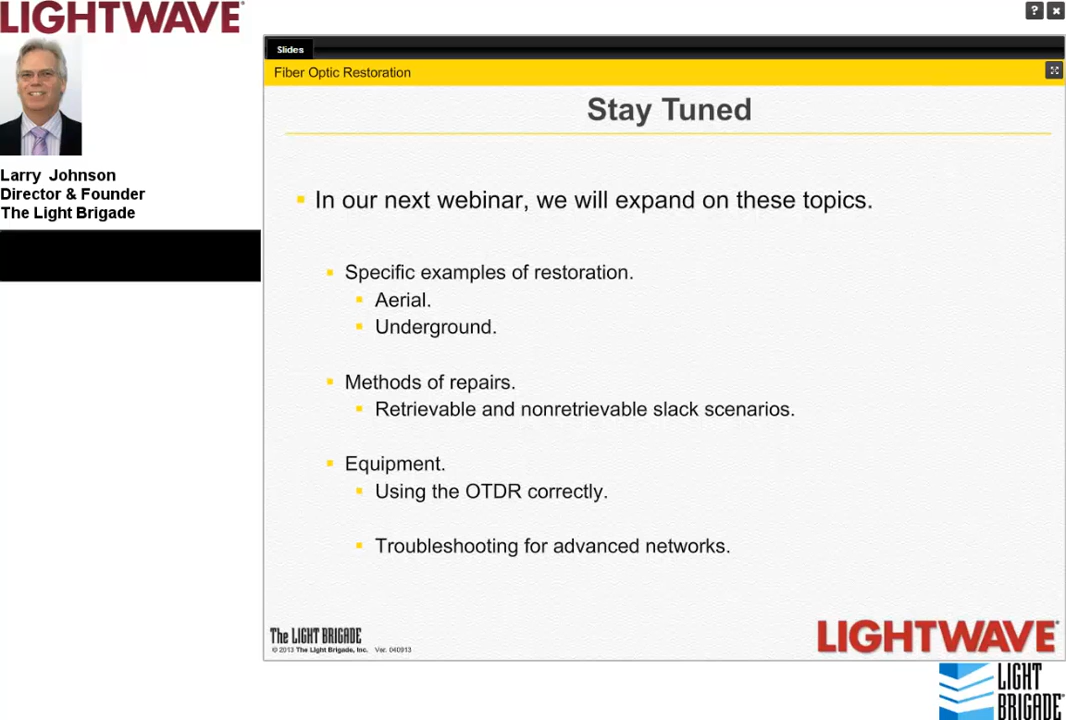 LIGHTWAVE
?
Slides
Fiber Optic Restoration
Stay Tuned
Larry Johnson
Director & Founder
The Light Brigade
In our next webinar, we will expand on these topics.
Specific examples of restoration.
Aerial.
Underground.
Methods of repairs.
Retrievable and nonretrievable slack scenarios.
Equipment.
Using the OTDR correctly.
Troubleshooting for advanced networks.
The LIGHT BRIGADE
© 2013 The Light Brigade, Inc. Ver. 040913
LIGHTWAVE
LIGHT
BRIGADE